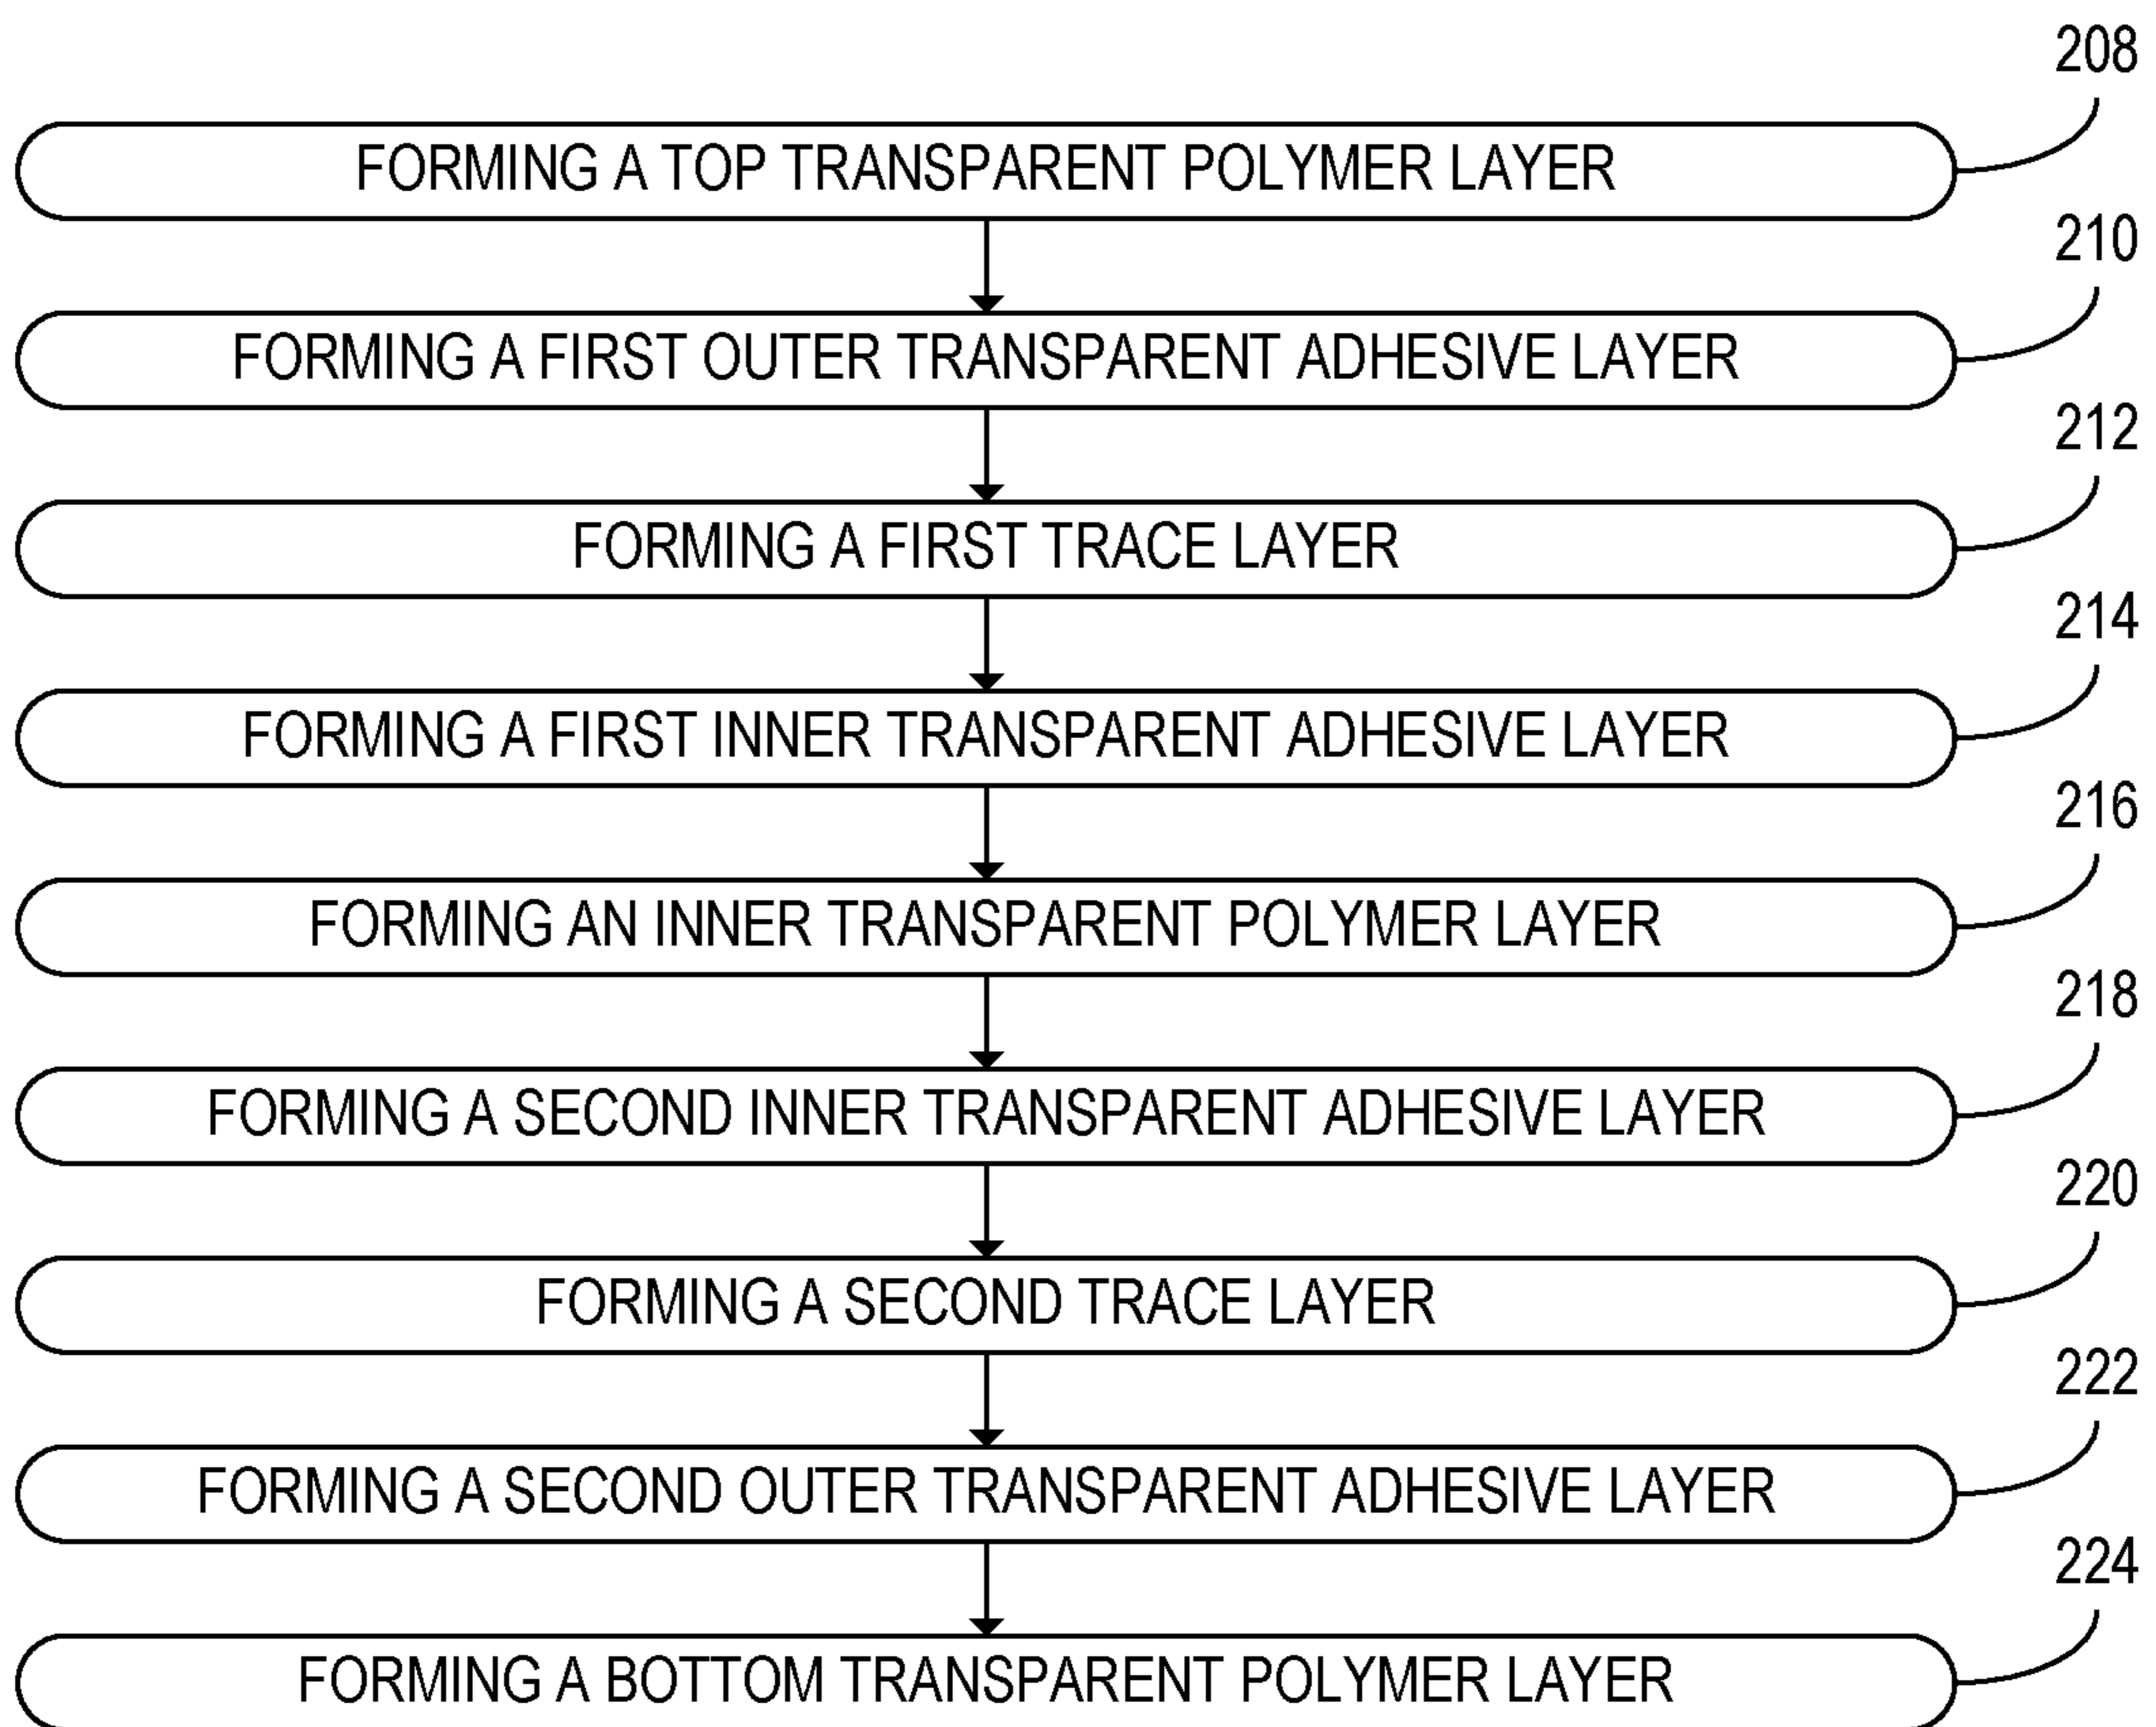 208
FORMING A TOP TRANSPARENT POLYMER LAYER
210
FORMING A FIRST OUTER TRANSPARENT ADHESIVE LAYER
212
FORMING A FIRST TRACE LAYER
214
FORMING A FIRST INNER TRANSPARENT ADHESIVE LAYER
216
FORMING AN INNER TRANSPARENT POLYMER LAYER
218
FORMING A SECOND INNER TRANSPARENT ADHESIVE LAYER
220
FORMING A SECOND TRACE LAYER
222
FORMING A SECOND OUTER TRANSPARENT ADHESIVE LAYER
224
FORMING A BOTTOM TRANSPARENT POLYMER LAYER